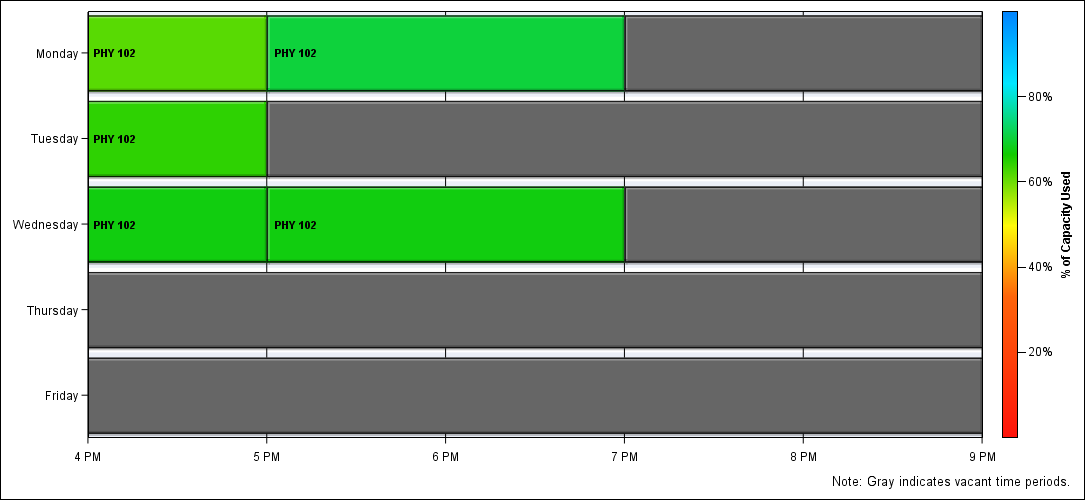 Monday
PHY 102
PHY 102
80%
Tuesday
PHY 102
60%
% of Capacity Used
Wednesday
PHY 102
PHY 102
40%
Thursday
20%
Friday
4 PM
5 PM
6 PM
7 PM
8 PM
9 PM
Note: Gray indicates vacant time periods.